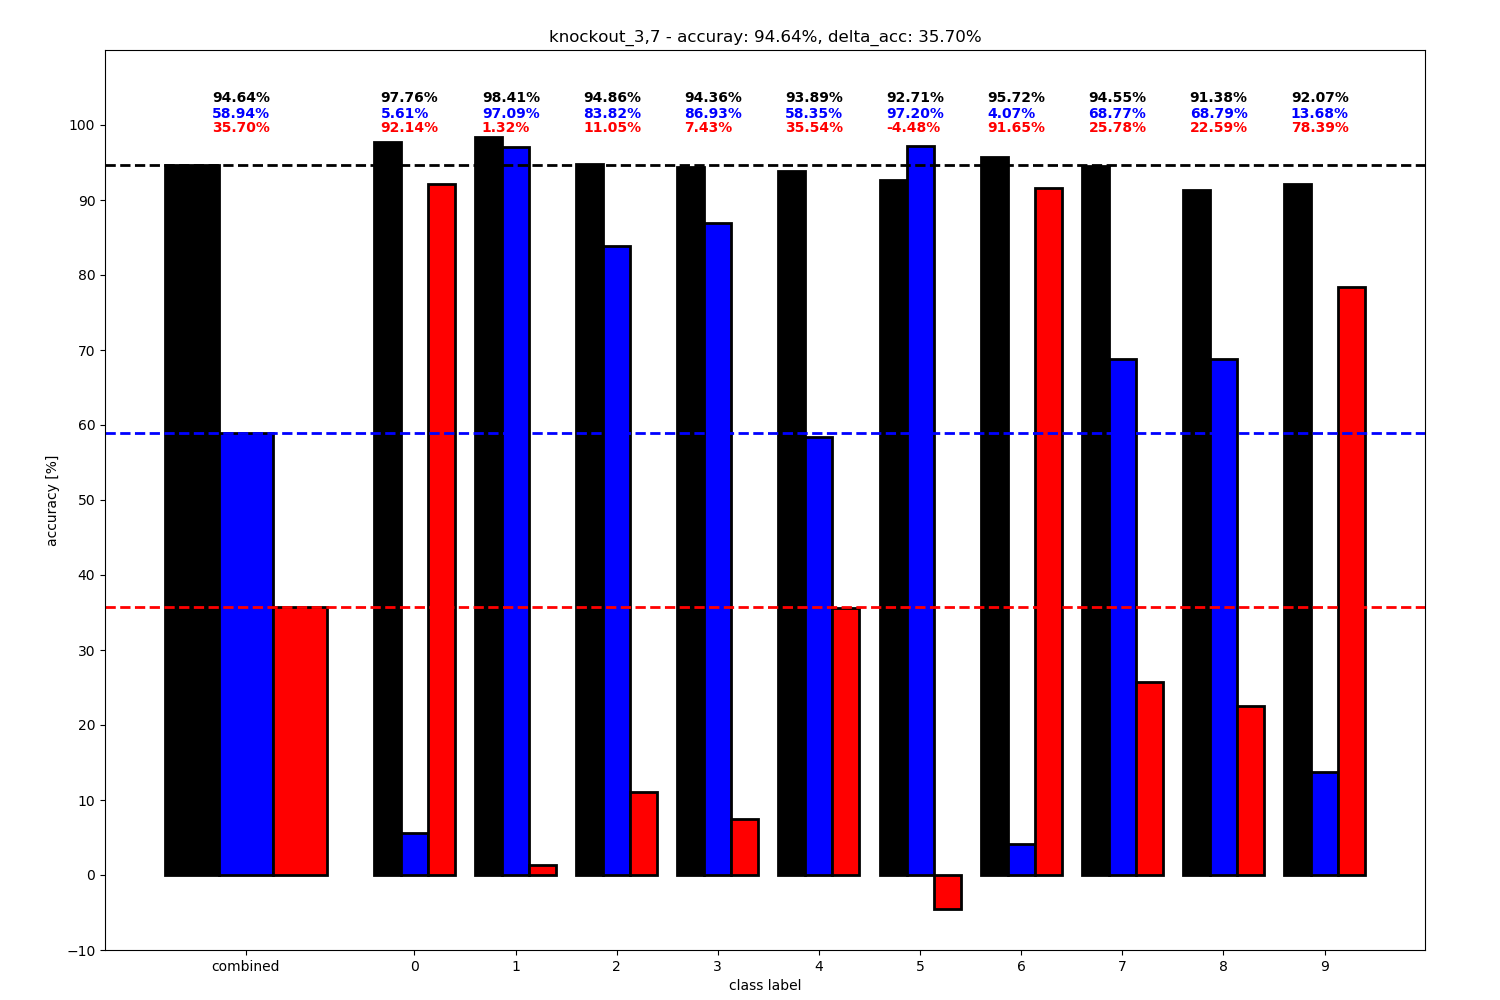 knockout_3,7 - accuray: 94.64%, delta_acc: 35.70%
94.64% 97.76% 98.41% 94.86% 94.36% 93.89% 92.71% 95.72% 94.55% 91.38% 92.07%
58.94% 5.61% 97.09% 83.82% 86.93% 58.35% 97.20% 4.07% 68.77% 68.79% 13.68%
35.70% 92.14% 1.32% 11.05% 7.43% 35.54% -4.48% 91.65% 25.78% 22.59% 78.39%
100
90
80
70
60
50
40
30
20
10
0
−10
accuracy [%]
combined 0 1 2 3 4 5 6 7 8 9
class label